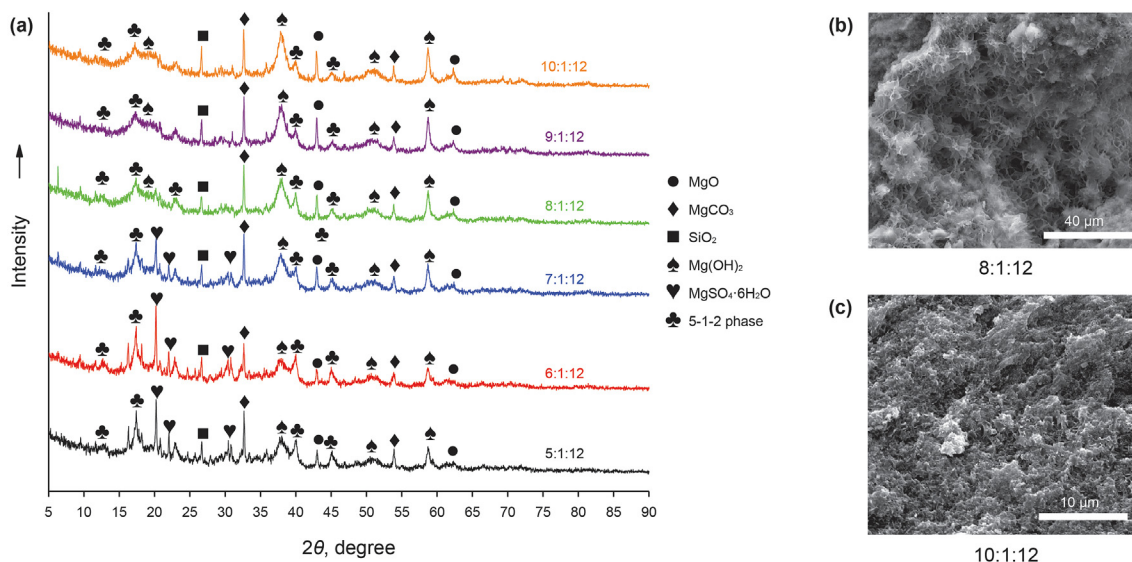 (a)
Intensity
10:1:12
9:1:12
8:1:12
7:1:12
6:1:12
5:1:12
5 10 15 20 25 30 35 40 45 50 55 60 65 70 75 80 85 90
2θ, degree
MgO
MgCO₃
SiO₂
Mg(OH)₂
MgSO₄·6H₂O
5-1-2 phase
(b)
40 µm
8:1:12
(c)
10 µm
10:1:12